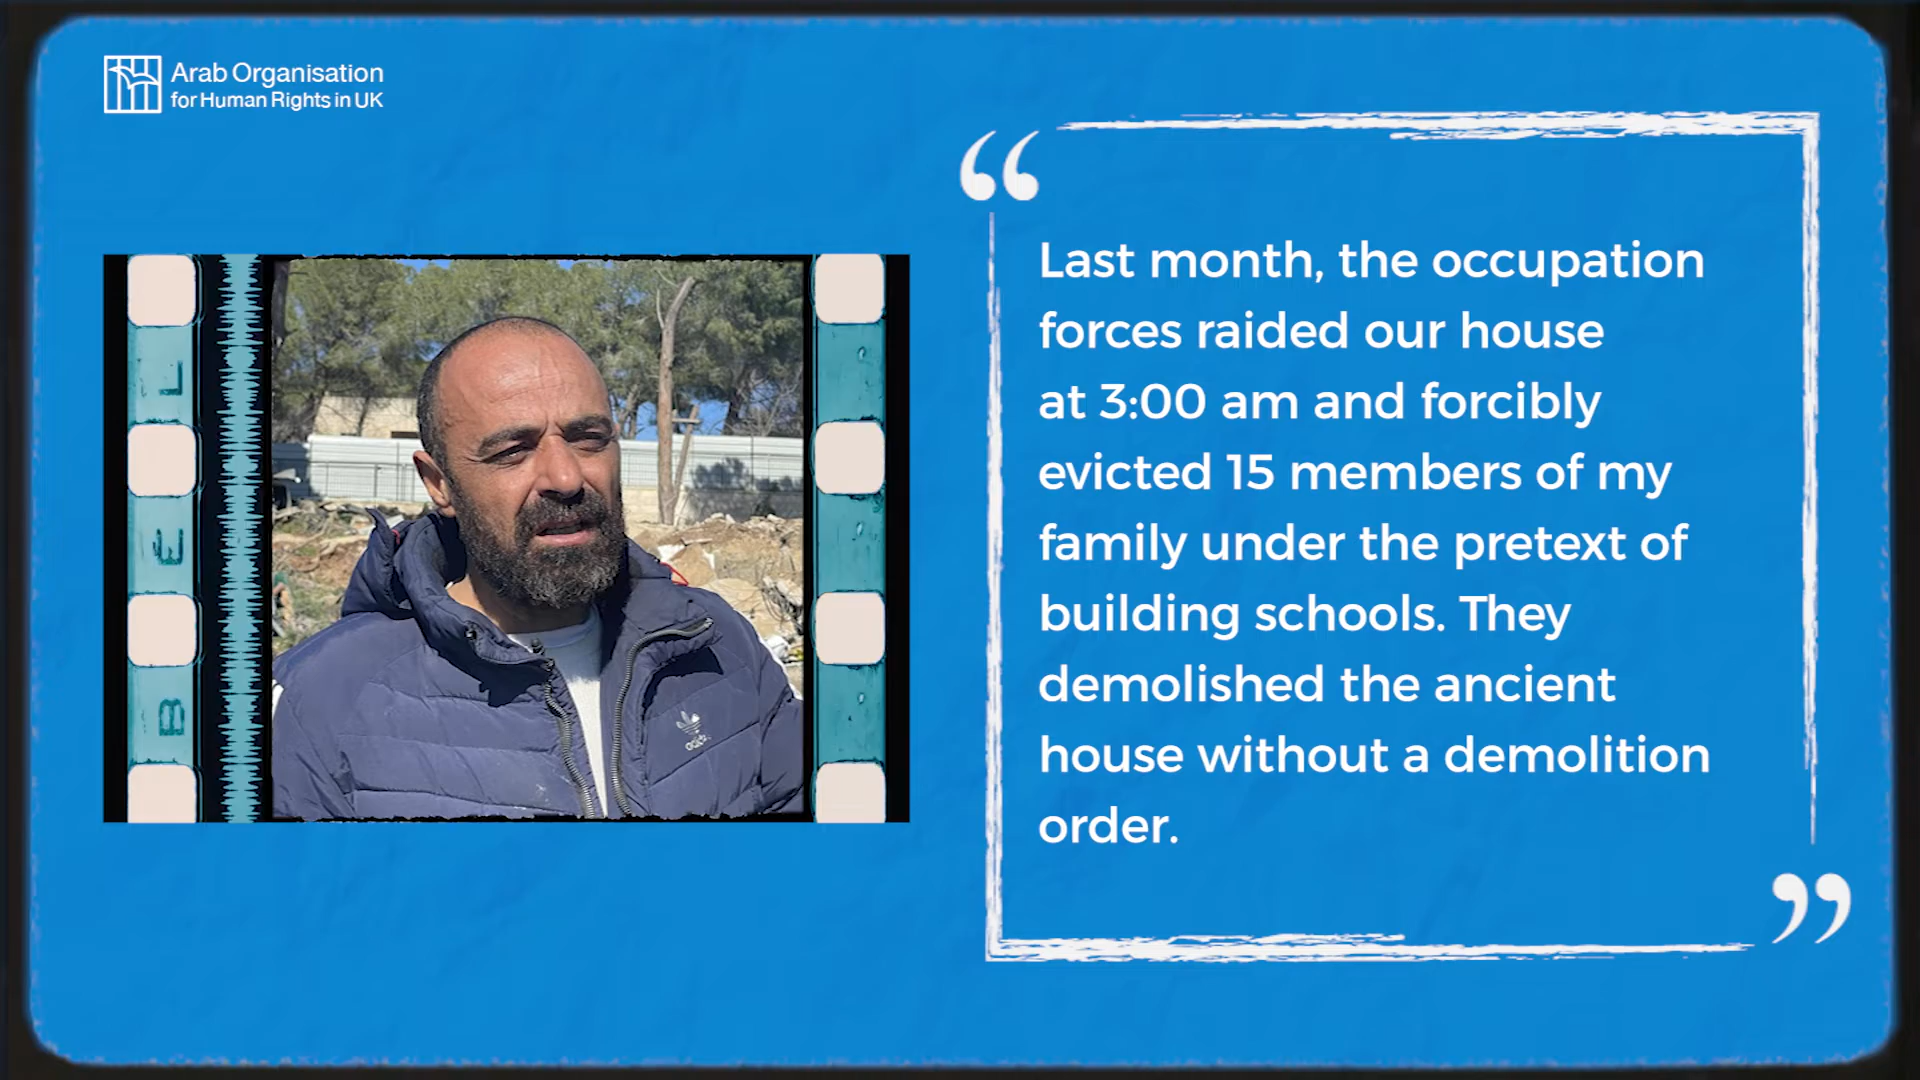 Arab Organisation
for Human Rights in UK
“
Last month, the occupation
forces raided our house
at 3:00 am and forcibly
evicted 15 members of my
family under the pretext of
building schools. They
demolished the ancient
house without a demolition
order.
”
B E L
adidas